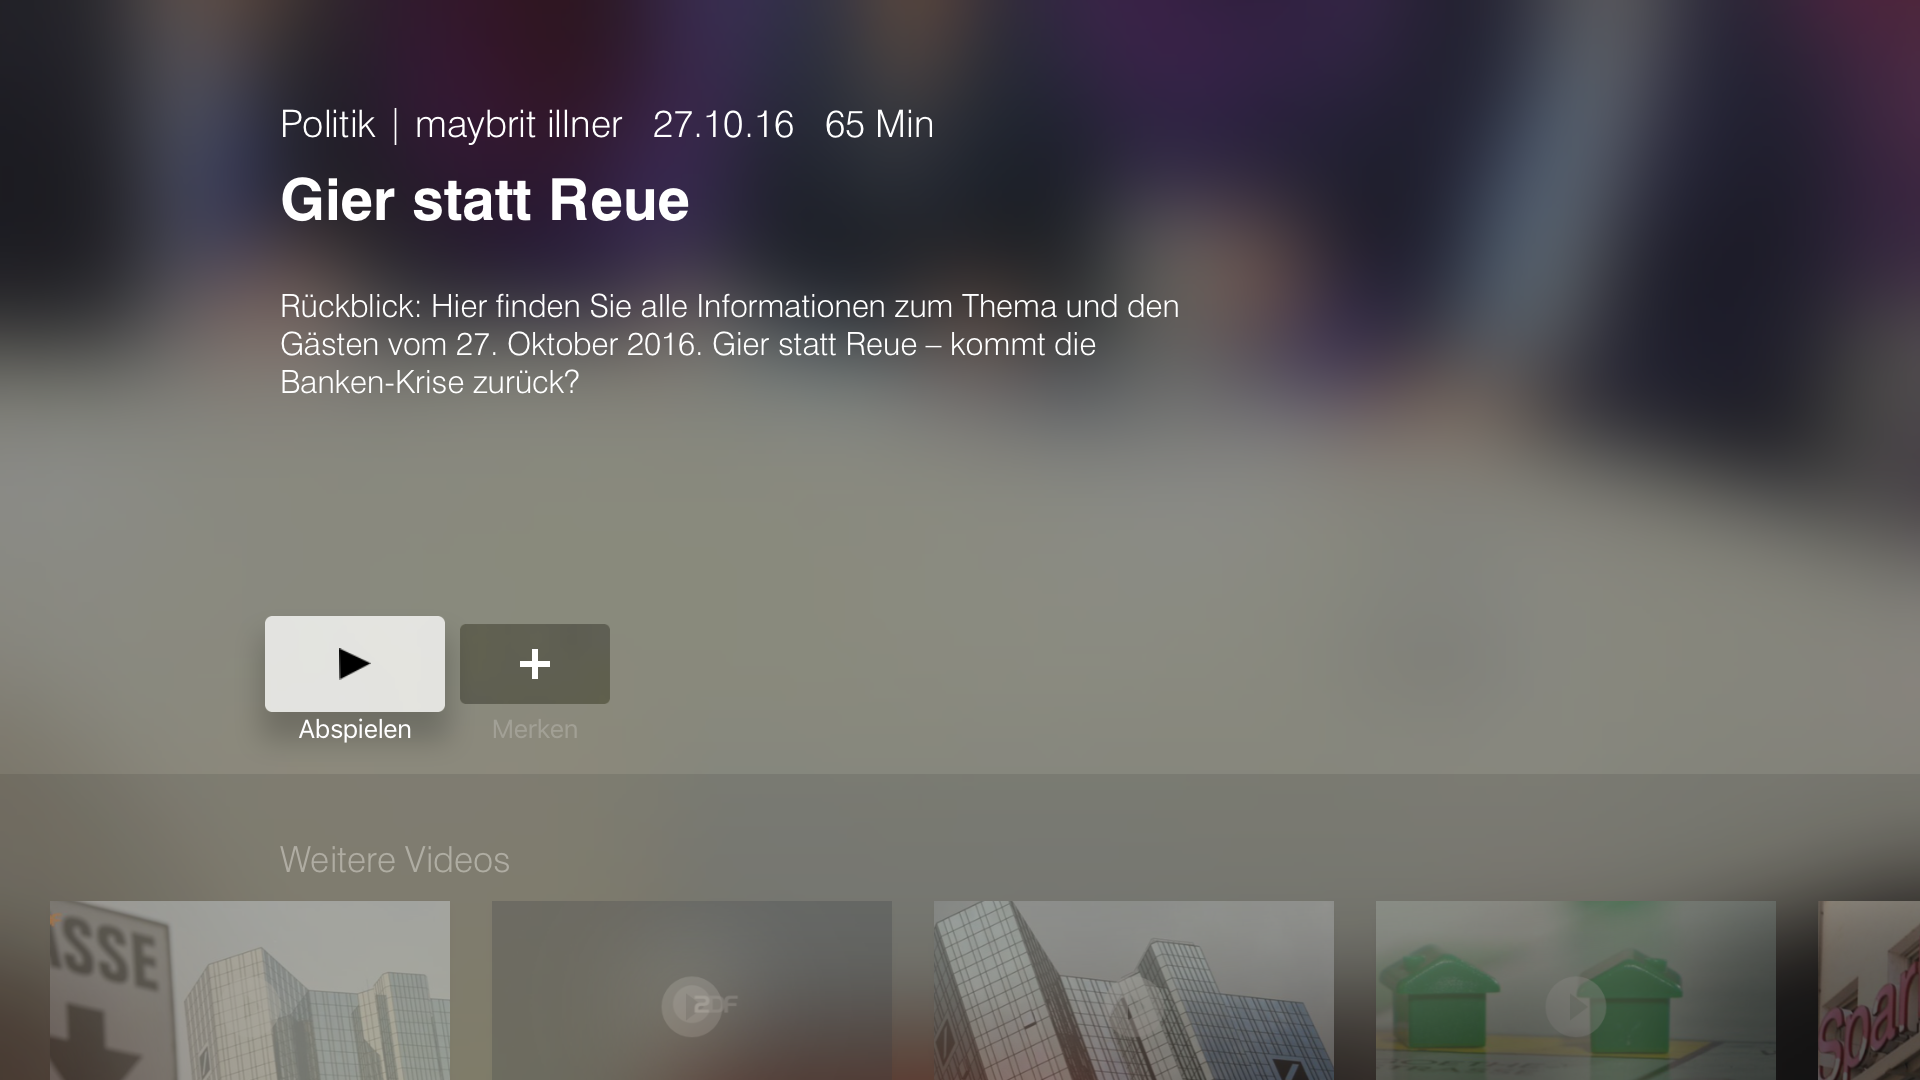 Politik | maybrit illner 27.10.16 65 Min
Gier statt Reue
Rückblick: Hier finden Sie alle Informationen zum Thema und den
Gästen vom 27. Oktober 2016. Gier statt Reue – kommt die
Banken-Krise zurück?
Abspielen
Merken
Weitere Videos
ASSE
ZDF
Spar